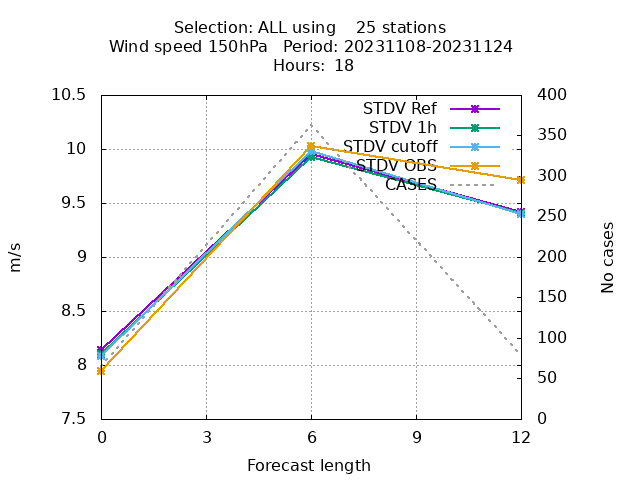 Selection: ALL using    25 stations
Wind speed 150hPa   Period: 20231108-20231124
Hours: 18
10.5
10
9.5
9
8.5
8
7.5
400
350
300
250
200
150
100
50
0
STDV Ref
STDV 1h
STDV cutoff
STDV OBS
CASES
m/s
No cases
0
3
6
9
12
Forecast length